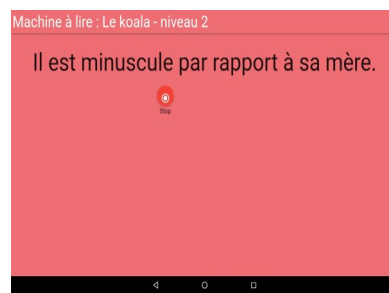 Machine à lire : Le koala - niveau 2
Il est minuscule par rapport à sa mère.
Stop